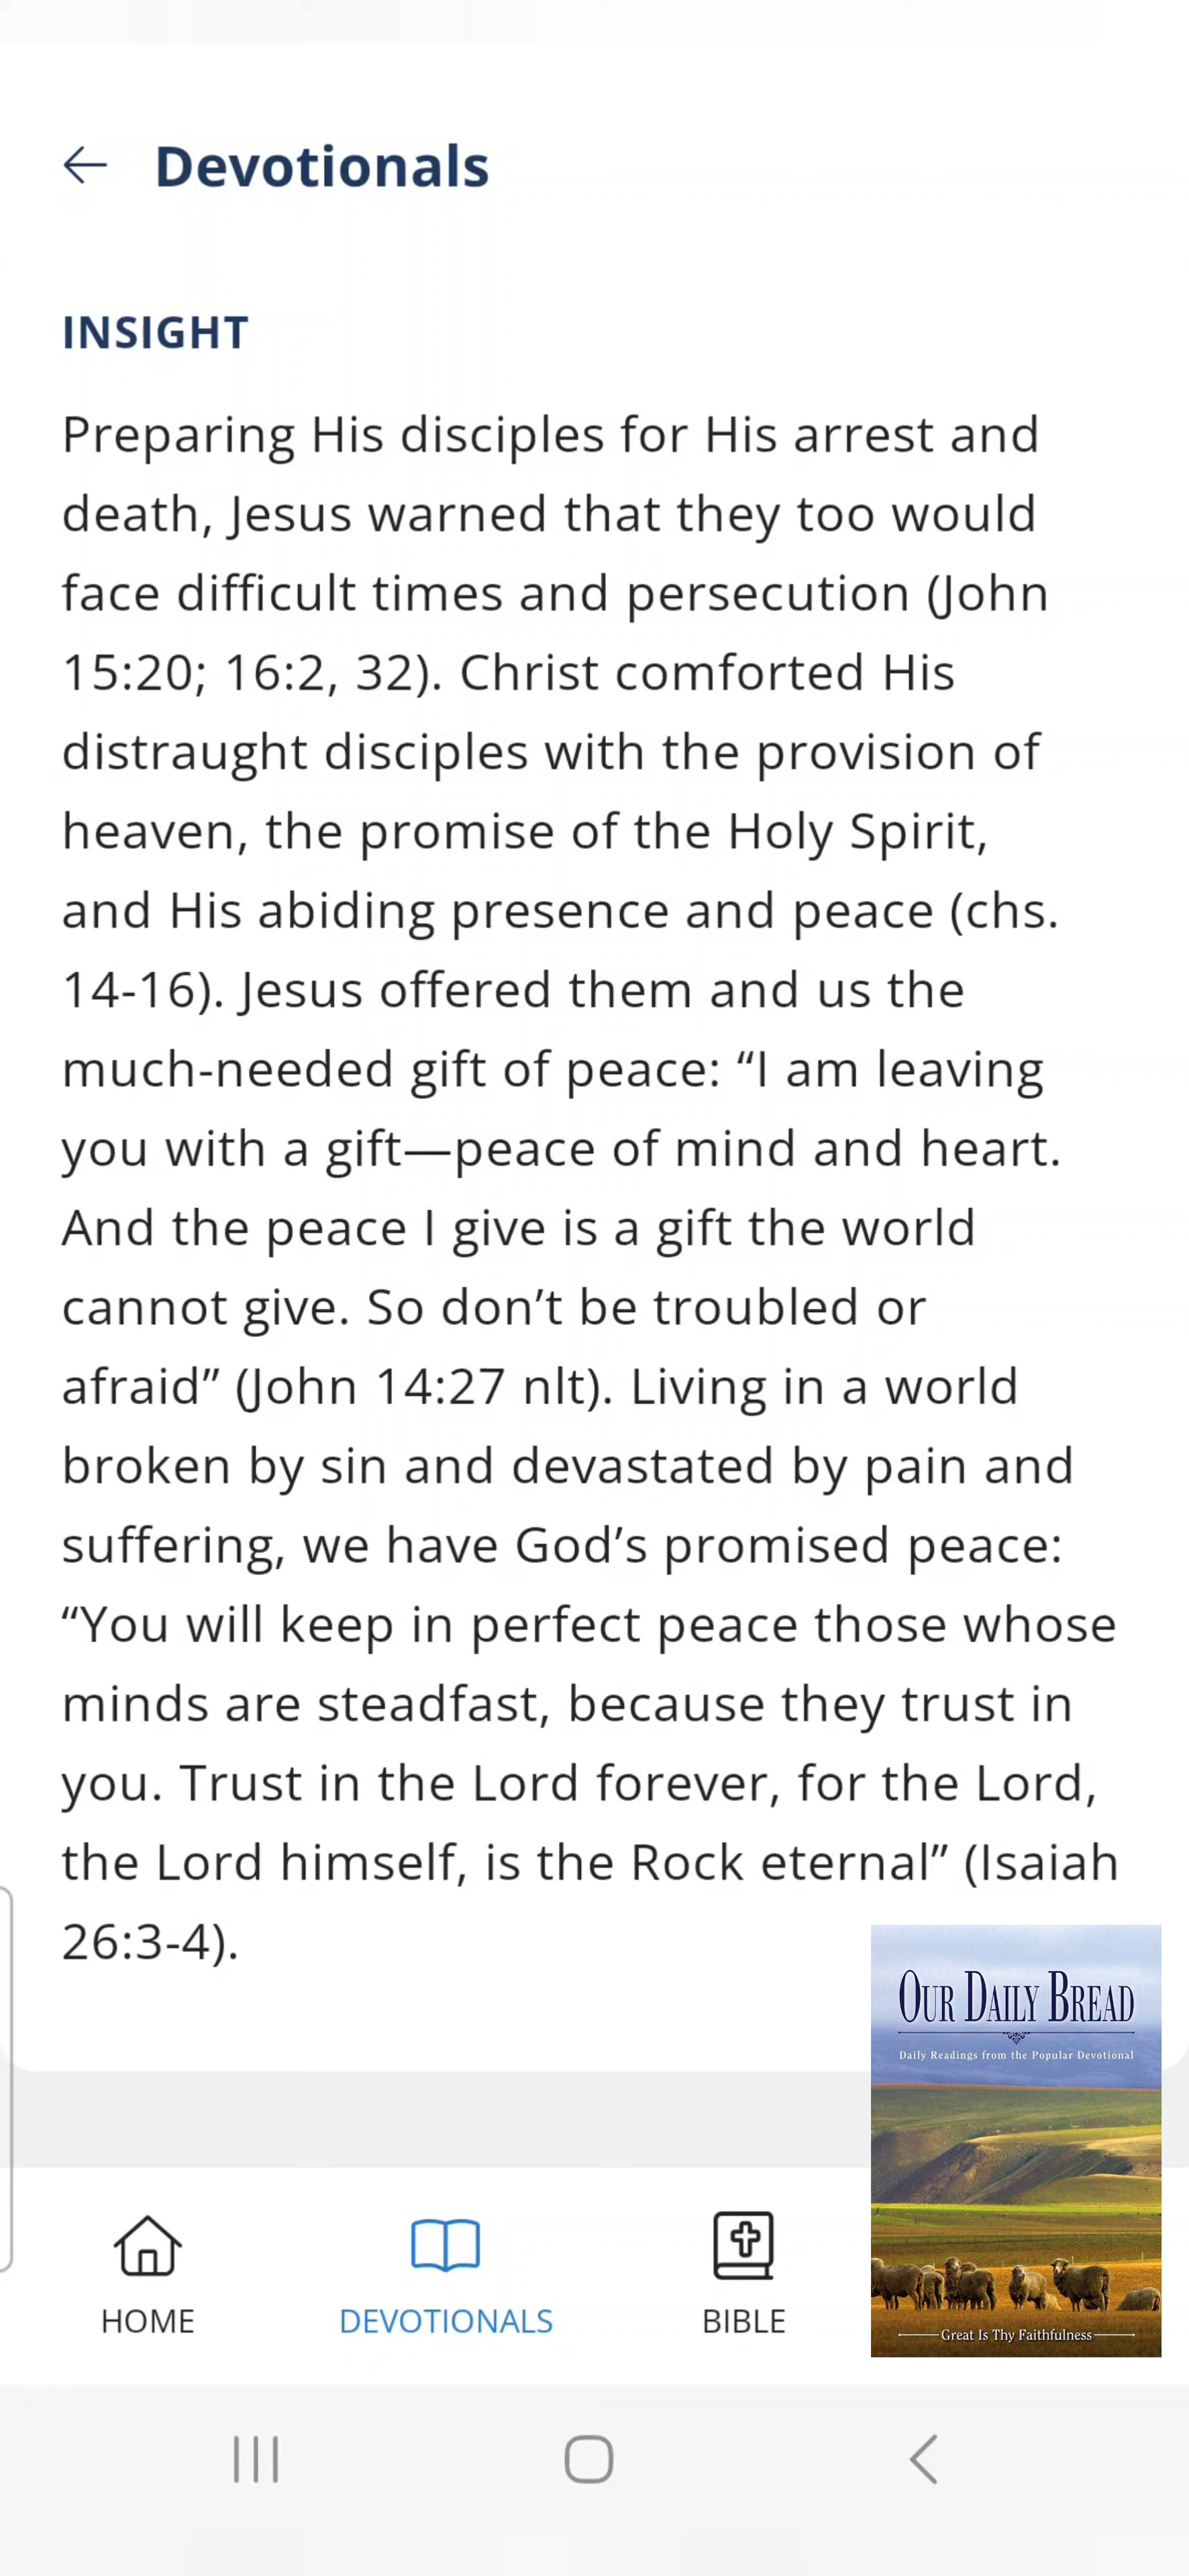 Devotionals
INSIGHT
Preparing His disciples for His arrest and
death, Jesus warned that they too would
face difficult times and persecution (John
15:20; 16:2, 32). Christ comforted His
distraught disciples with the provision of
heaven, the promise of the Holy Spirit,
and His abiding presence and peace (chs.
14-16). Jesus offered them and us the
much-needed gift of peace: “I am leaving
you with a gift—peace of mind and heart.
And the peace I give is a gift the world
cannot give. So don’t be troubled or
afraid” (John 14:27 nlt). Living in a world
broken by sin and devastated by pain and
suffering, we have God’s promised peace:
“You will keep in perfect peace those whose
minds are steadfast, because they trust in
you. Trust in the Lord forever, for the Lord,
the Lord himself, is the Rock eternal” (Isaiah
26:3-4).
OUR DAILY BREAD
Daily Readings from the Popular Devotional
Great Is Thy Faithfulness
HOME
DEVOTIONALS
BIBLE